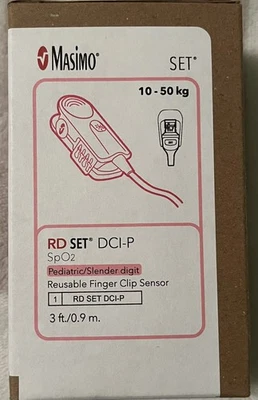 MASIMO® SET®
10 - 50 kg
RD SET® DCI-P
SpO2
Pediatric/Slender digit
Reusable Finger Clip Sensor
1 RD SET DCI-P
3 ft./0.9 m.